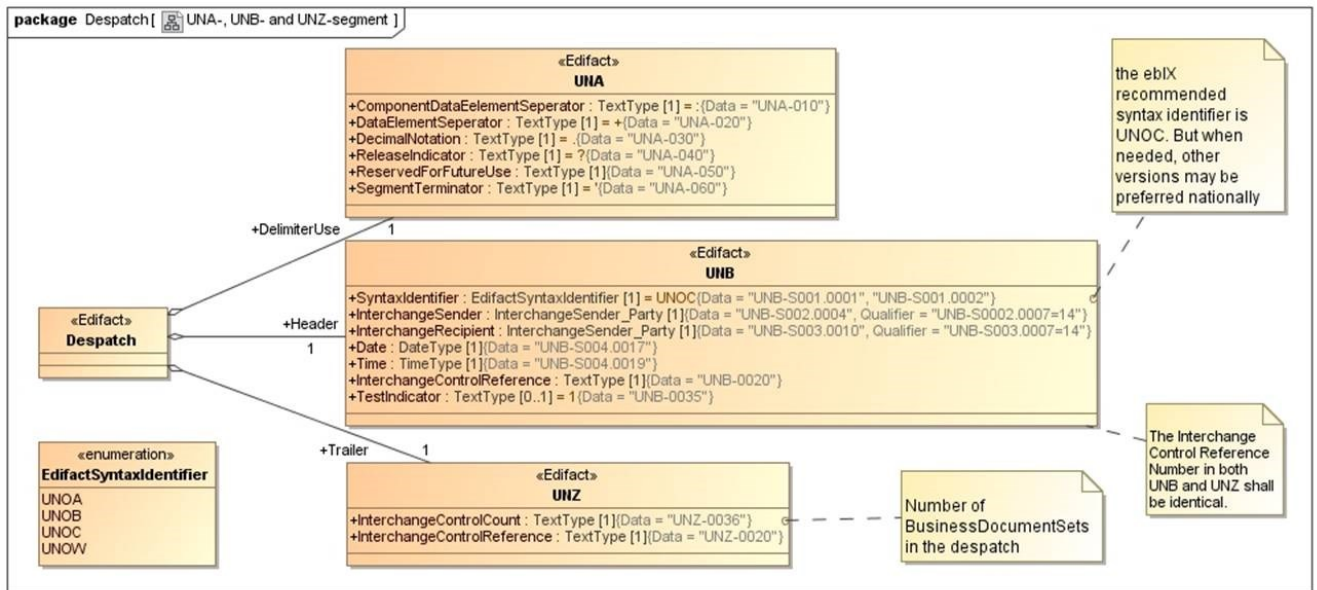 package Despatch [ UNA-, UNB- and UNZ-segment ]
«Edifact»
UNA
+ComponentDataEelementSeperator : TextType [1] = :{Data = "UNA-010"}
+DataElementSeperator : TextType [1] = +{Data = "UNA-020"}
+DecimalNotation : TextType [1] = .{Data = "UNA-030"}
+ReleaseIndicator : TextType [1] = ?{Data = "UNA-040"}
+ReservedForFutureUse : TextType [1]{Data = "UNA-050"}
+SegmentTerminator : TextType [1] = '{Data = "UNA-060"}
the ebIX
recommended
syntax identifier is
UNOC. But when
needed, other
versions may be
preferred nationally
+DelimiterUse
1
«Edifact»
UNB
+SyntaxIdentifier : EdifactSyntaxIdentifier [1] = UNOC{Data = "UNB-S001.0001", "UNB-S001.0002"}
+InterchangeSender : InterchangeSender_Party [1]{Data = "UNB-S002.0004", Qualifier = "UNB-S0002.0007=14"}
+InterchangeRecipient : InterchangeSender_Party [1]{Data = "UNB-S003.0010", Qualifier = "UNB-S003.0007=14"}
+Date : DateType [1]{Data = "UNB-S004.0017"}
+Time : TimeType [1]{Data = "UNB-S004.0019"}
+InterchangeControlReference : TextType [1]{Data = "UNB-0020"}
+TestIndicator : TextType [0..1] = 1{Data = "UNB-0035"}
«Edifact»
Despatch
+Header
1
+Trailer
1
The Interchange
Control Reference
Number in both
UNB and UNZ shall
be identical.
«enumeration»
EdifactSyntaxIdentifier
UNOA
UNOB
UNOC
UNOW
«Edifact»
UNZ
+InterchangeControlCount : TextType [1]{Data = "UNZ-0036"}
+InterchangeControlReference : TextType [1]{Data = "UNZ-0020"}
Number of
BusinessDocumentSets
in the despatch